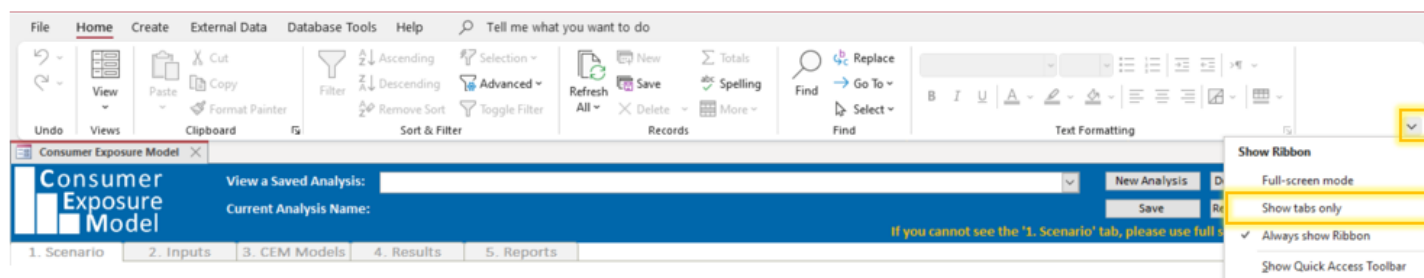 File Home Create External Data Database Tools Help Tell me what you want to do
Cut
Copy
Format Painter
View
Paste
Filter
Ascending
Descending
Remove Sort
Selection
Advanced
Toggle Filter
Refresh All
New
Save
Delete
Totals
Spelling
More
Find
Replace
Go To
Select
B I U A
Undo Views Clipboard Sort & Filter Records Find Text Formatting
Consumer Exposure Model
Show Ribbon
Full-screen mode
Show tabs only
Always show Ribbon
Show Quick Access Toolbar
Consumer
Exposure
Model
View a Saved Analysis:
New Analysis
Current Analysis Name:
Save
If you cannot see the '1. Scenario' tab, please use full s
1. Scenario 2. Inputs 3. CEM Models 4. Results 5. Reports